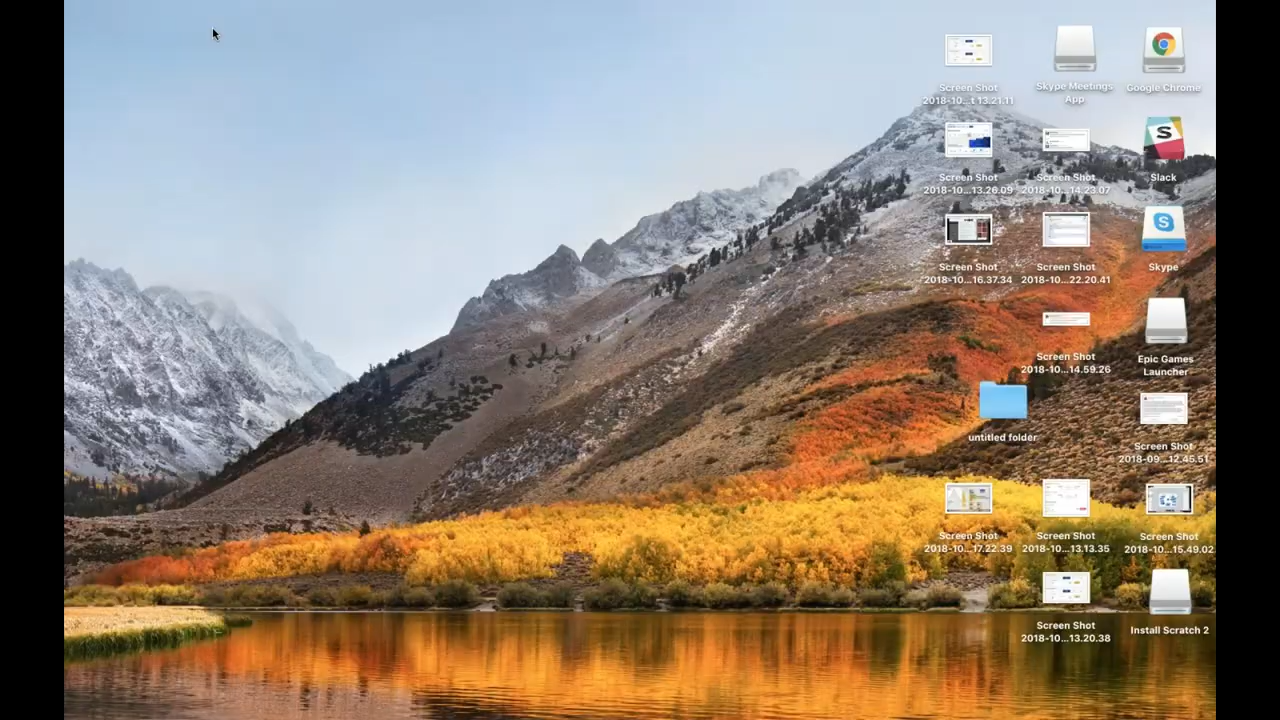 Screen Shot
2018-10...t 13.21.11
Skype Meetings
App
Google Chrome
Screen Shot
2018-10...13.26.09
Screen Shot
2018-10...14.23.07
Slack
Screen Shot
2018-10...16.37.34
Screen Shot
2018-10...22.20.41
Skype
Screen Shot
2018-10...14.59.26
Epic Games
Launcher
untitled folder
Screen Shot
2018-09...12.45.51
Screen Shot
2018-10...17.22.39
Screen Shot
2018-10...13.13.35
Screen Shot
2018-10...15.49.02
Screen Shot
2018-10...13.20.38
Install Scratch 2